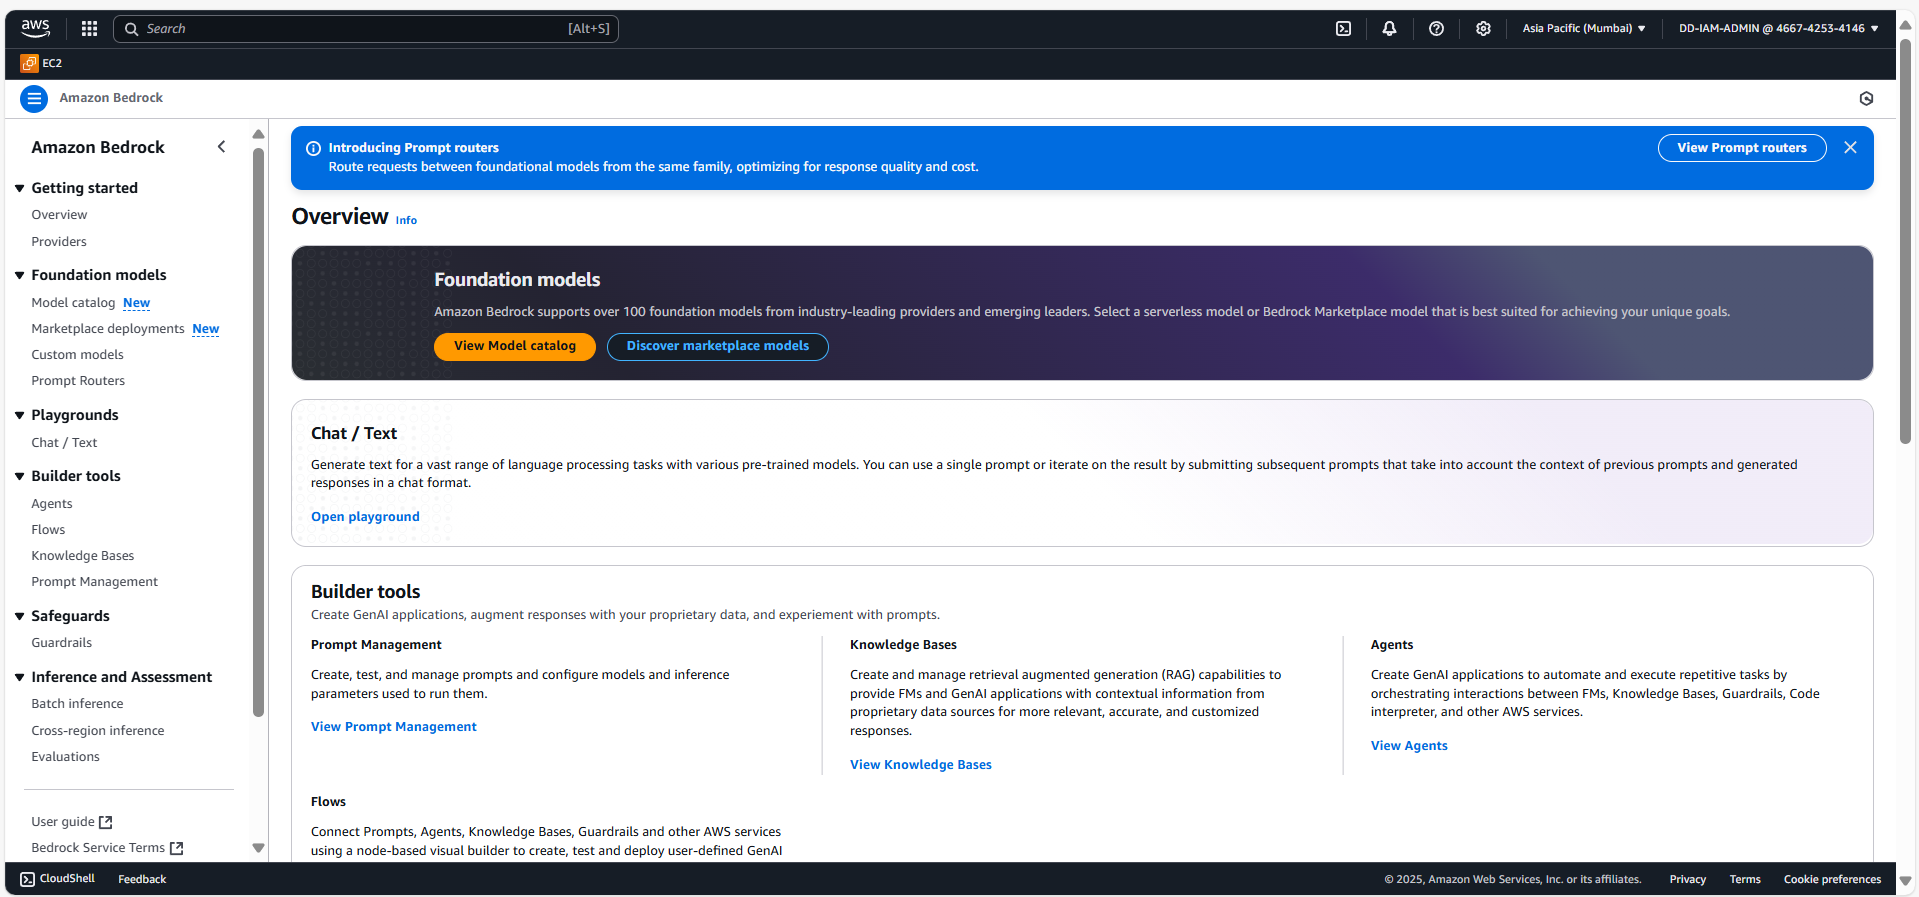 aws
Search
[Alt+S]
Asia Pacific (Mumbai)
DD-IAM-ADMIN @ 4667-4253-4146
EC2
Amazon Bedrock
Amazon Bedrock
Getting started
Overview
Providers
Foundation models
Model catalog New
Marketplace deployments New
Custom models
Prompt Routers
Playgrounds
Chat / Text
Builder tools
Agents
Flows
Knowledge Bases
Prompt Management
Safeguards
Guardrails
Inference and Assessment
Batch inference
Cross-region inference
Evaluations
User guide
Bedrock Service Terms
Introducing Prompt routers
Route requests between foundational models from the same family, optimizing for response quality and cost.
View Prompt routers
Overview Info
Foundation models
Amazon Bedrock supports over 100 foundation models from industry-leading providers and emerging leaders. Select a serverless model or Bedrock Marketplace model that is best suited for achieving your unique goals.
View Model catalog
Discover marketplace models
Chat / Text
Generate text for a vast range of language processing tasks with various pre-trained models. You can use a single prompt or iterate on the result by submitting subsequent prompts that take into account the context of previous prompts and generated
responses in a chat format.
Open playground
Builder tools
Create GenAI applications, augment responses with your proprietary data, and experiement with prompts.
Prompt Management
Create, test, and manage prompts and configure models and inference
parameters used to run them.
View Prompt Management
Knowledge Bases
Create and manage retrieval augmented generation (RAG) capabilities to
provide FMs and GenAI applications with contextual information from
proprietary data sources for more relevant, accurate, and customized
responses.
View Knowledge Bases
Agents
Create GenAI applications to automate and execute repetitive tasks by
orchestrating interactions between FMs, Knowledge Bases, Guardrails, Code
interpreter, and other AWS services.
View Agents
Flows
Connect Prompts, Agents, Knowledge Bases, Guardrails and other AWS services
using a node-based visual builder to create, test and deploy user-defined GenAI
CloudShell
Feedback
© 2025, Amazon Web Services, Inc. or its affiliates.
Privacy
Terms
Cookie preferences